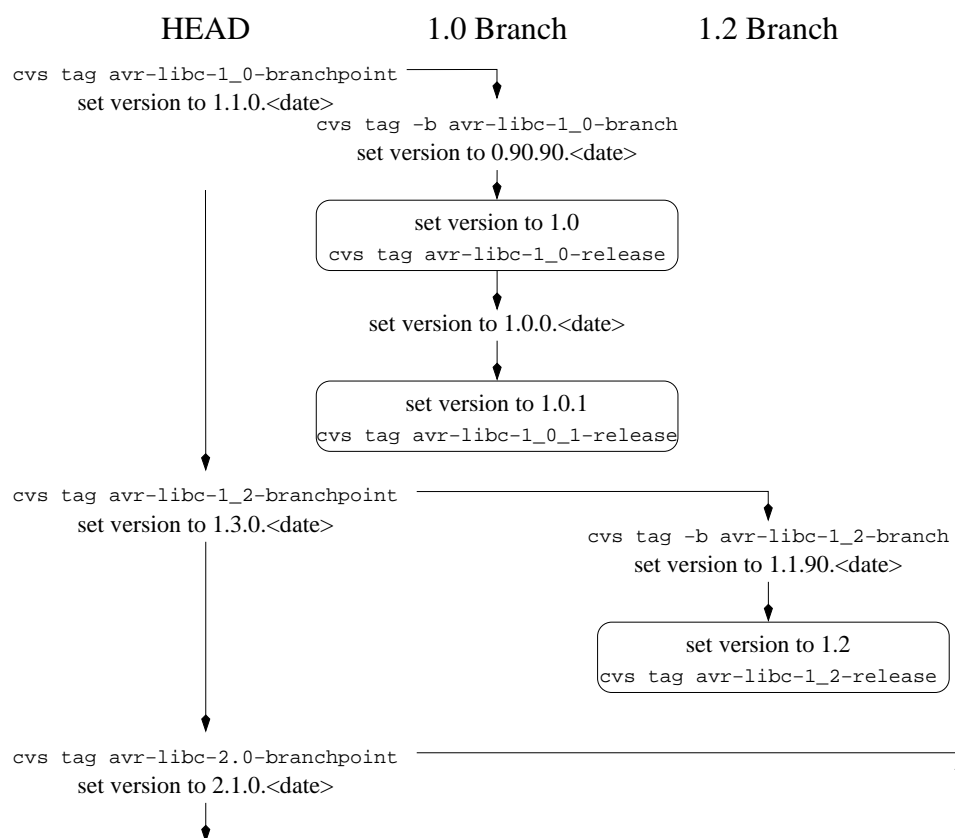 HEAD
1.0 Branch
1.2 Branch
cvs tag avr-libc-1_0-branchpoint
set version to 1.1.0.<date>
cvs tag -b avr-libc-1_0-branch
set version to 0.90.90.<date>
set version to 1.0
cvs tag avr-libc-1_0-release
set version to 1.0.0.<date>
set version to 1.0.1
cvs tag avr-libc-1_0_1-release
cvs tag avr-libc-1_2-branchpoint
set version to 1.3.0.<date>
cvs tag -b avr-libc-1_2-branch
set version to 1.1.90.<date>
set version to 1.2
cvs tag avr-libc-1_2-release
cvs tag avr-libc-2.0-branchpoint
set version to 2.1.0.<date>